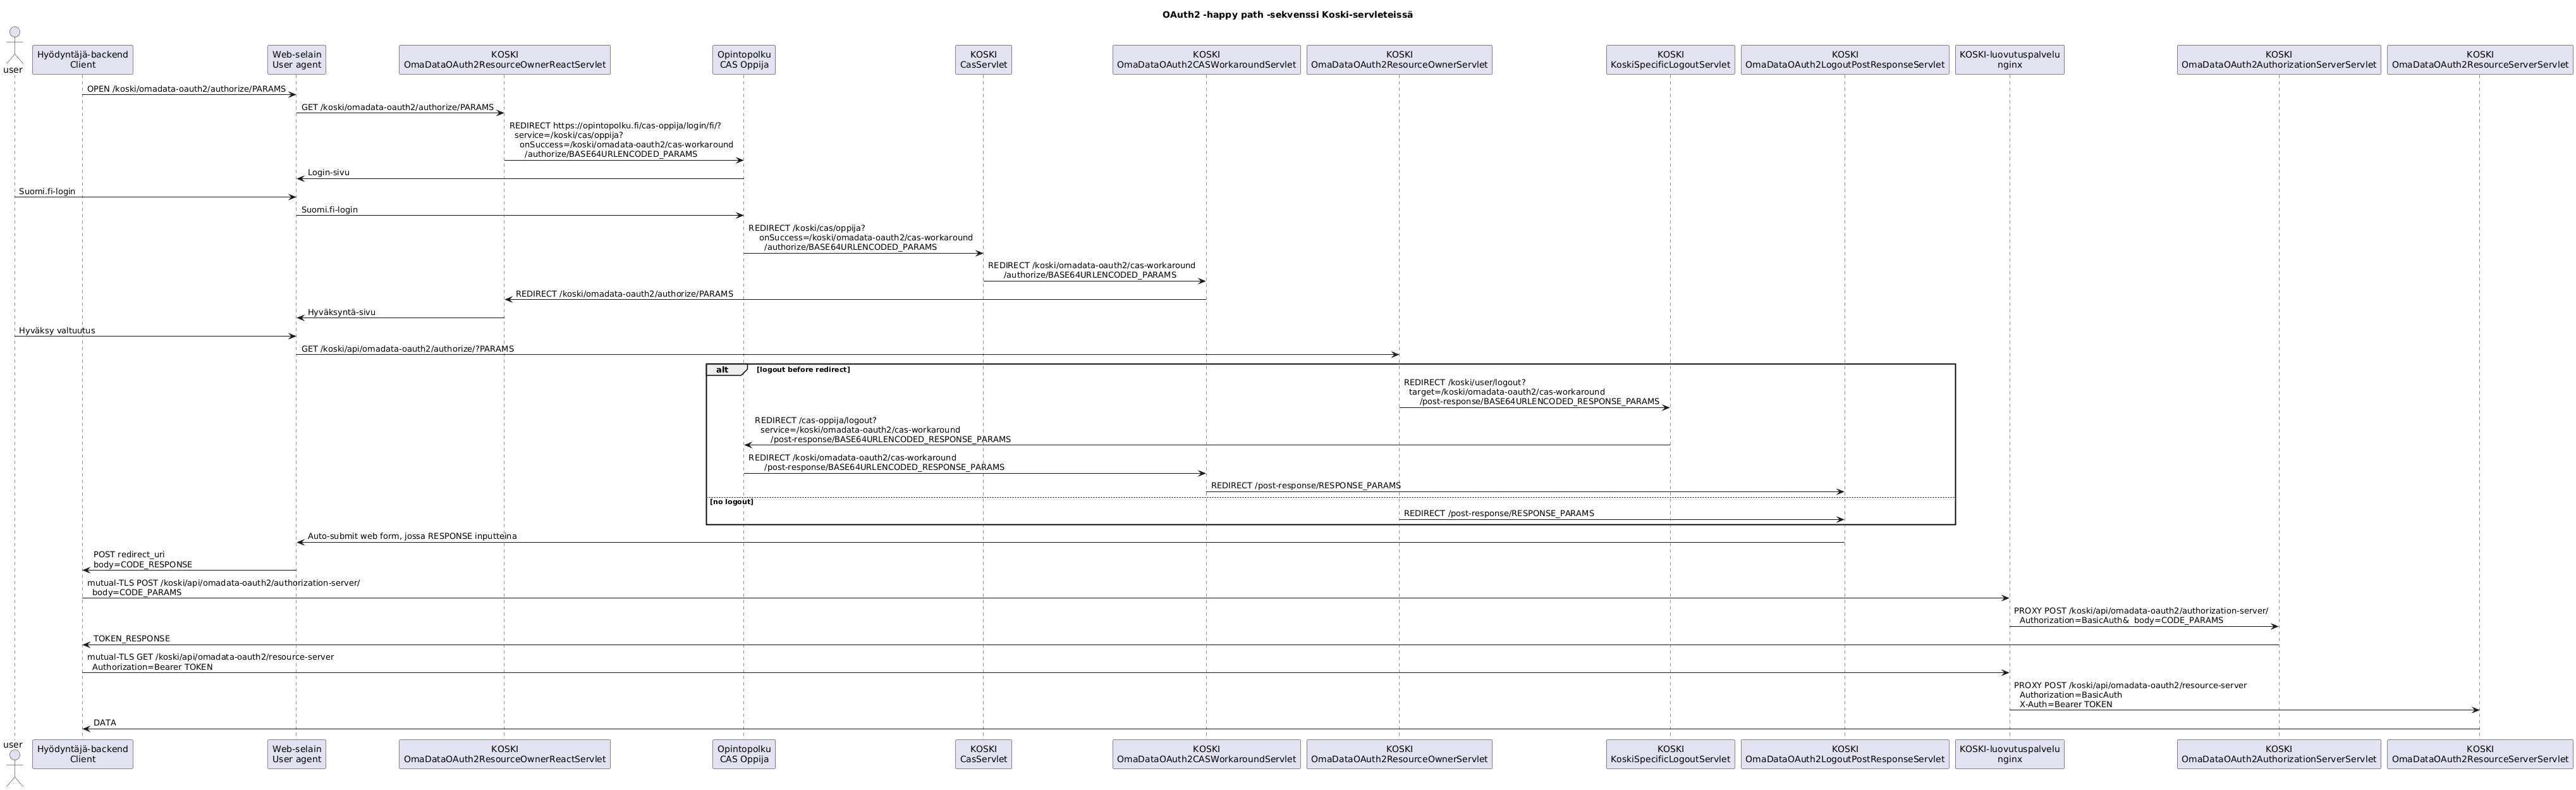 OAuth2 -happy path -sekvenssi Koski-servleteissä
user
Hyödyntäjä-backend
Client
Web-selain
User agent
KOSKI
OmaDataOAuth2ResourceOwnerReactServlet
Opintopolku
CAS Oppija
KOSKI
CasServlet
KOSKI
OmaDataOAuth2CASWorkaroundServlet
KOSKI
OmaDataOAuth2ResourceOwnerServlet
KOSKI
KoskiSpecificLogoutServlet
KOSKI
OmaDataOAuth2LogoutPostResponseServlet
KOSKI-luovutuspalvelu
nginx
KOSKI
OmaDataOAuth2AuthorizationServerServlet
KOSKI
OmaDataOAuth2ResourceServerServlet
OPEN /koski/omadata-oauth2/authorize/PARAMS
GET /koski/omadata-oauth2/authorize/PARAMS
REDIRECT https://opintopolku.fi/cas-oppija/login/fi/?
service=/koski/cas/oppija?
onSuccess=/koski/omadata-oauth2/cas-workaround
/authorize/BASE64URLENCODED_PARAMS
Login-sivu
Suomi.fi-login
Suomi.fi-login
REDIRECT /koski/cas/oppija?
onSuccess=/koski/omadata-oauth2/cas-workaround
/authorize/BASE64URLENCODED_PARAMS
REDIRECT /koski/omadata-oauth2/cas-workaround
/authorize/BASE64URLENCODED_PARAMS
REDIRECT /koski/omadata-oauth2/authorize/PARAMS
Hyväksyntä-sivu
Hyväksy valtuutus
GET /koski/api/omadata-oauth2/authorize/?PARAMS
alt [logout before redirect]
REDIRECT /koski/user/logout?
target=/koski/omadata-oauth2/cas-workaround
/post-response/BASE64URLENCODED_RESPONSE_PARAMS
REDIRECT /cas-oppija/logout?
service=/koski/omadata-oauth2/cas-workaround
/post-response/BASE64URLENCODED_RESPONSE_PARAMS
REDIRECT /koski/omadata-oauth2/cas-workaround
/post-response/BASE64URLENCODED_RESPONSE_PARAMS
REDIRECT /post-response/RESPONSE_PARAMS
[no logout]
REDIRECT /post-response/RESPONSE_PARAMS
Auto-submit web form, jossa RESPONSE inputteina
POST redirect_uri
body=CODE_RESPONSE
mutual-TLS POST /koski/api/omadata-oauth2/authorization-server/
body=CODE_PARAMS
PROXY POST /koski/api/omadata-oauth2/authorization-server/
Authorization=BasicAuth&  body=CODE_PARAMS
TOKEN_RESPONSE
mutual-TLS GET /koski/api/omadata-oauth2/resource-server
Authorization=Bearer TOKEN
PROXY POST /koski/api/omadata-oauth2/resource-server
Authorization=BasicAuth
X-Auth=Bearer TOKEN
DATA
user
Hyödyntäjä-backend
Client
Web-selain
User agent
KOSKI
OmaDataOAuth2ResourceOwnerReactServlet
Opintopolku
CAS Oppija
KOSKI
CasServlet
KOSKI
OmaDataOAuth2CASWorkaroundServlet
KOSKI
OmaDataOAuth2ResourceOwnerServlet
KOSKI
KoskiSpecificLogoutServlet
KOSKI
OmaDataOAuth2LogoutPostResponseServlet
KOSKI-luovutuspalvelu
nginx
KOSKI
OmaDataOAuth2AuthorizationServerServlet
KOSKI
OmaDataOAuth2ResourceServerServlet